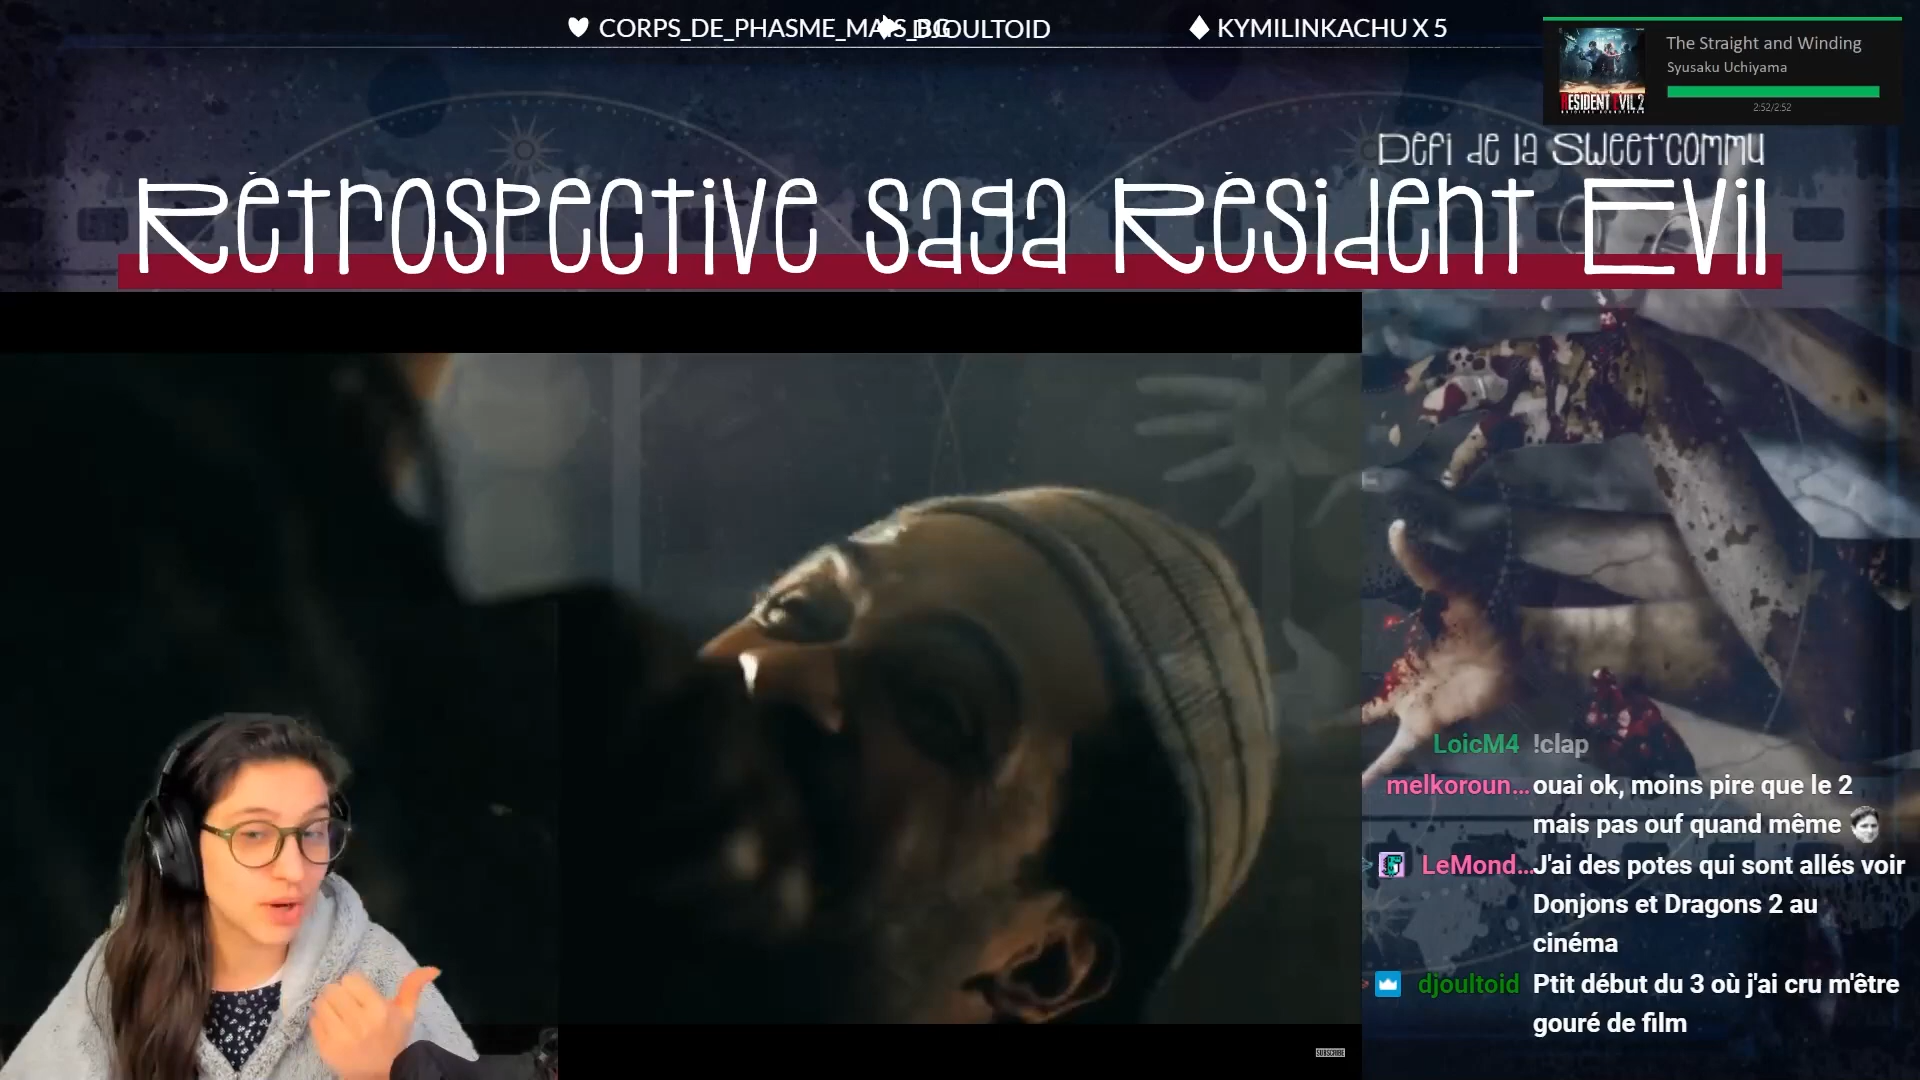 CORPS_DE_PHASME_MAIS_BG
DJOULTOID
KYMILINKACHU X 5
The Straight and Winding
Syusaku Uchiyama
2:52/2:52
RESIDENT EVIL 2
Défi de la Sweet'commu
Rétrospective saga Résident Evil
LoicM4 !clap
melkoroun... ouai ok, moins pire que le 2
mais pas ouf quand même
LeMond... J'ai des potes qui sont allés voir
Donjons et Dragons 2 au
cinéma
djoultoid Ptit début du 3 où j'ai cru m'être
gouré de film
SUBSCRIBE